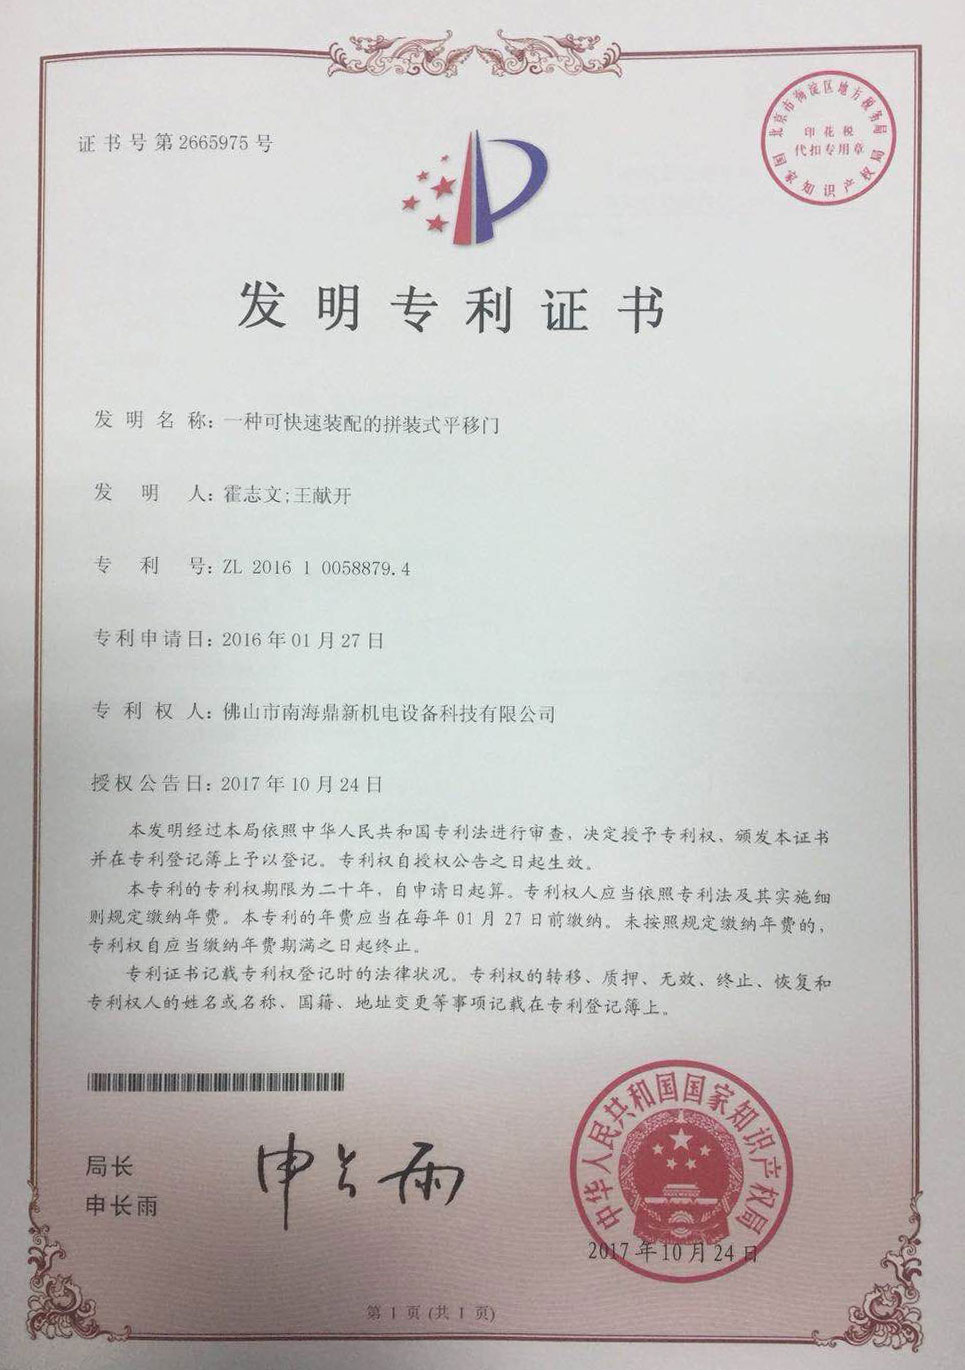 证书号第2665975号
北京市海淀区地方税务局
印花税
代扣专用章
国家知识产权局
发明专利证书
发明名称：一种可快速装配的拼装式平移门
发明人：霍志文;王献开
专利号：ZL 2016 1 0058879.4
专利申请日：2016年01月27日
专利权人：佛山市南海鼎新机电设备科技有限公司
授权公告日：2017年10月24日
本发明经过本局依照中华人民共和国专利法进行审查，决定授予专利权、颁发本证书
并在专利登记簿上予以登记。专利权自授权公告之日起生效。
本专利的专利权期限为二十年，自申请日起算。专利权人应当依照专利法及其实施细
则规定缴纳年费。本专利的年费应当在每年01月27日前缴纳。未按照规定缴纳年费的，
专利权自应当缴纳年费期满之日起终止。
专利证书记载专利权登记时的法律状况。专利权的转移、质押、无效、终止、恢复和
专利权人的姓名或名称、国籍、地址变更等事项记载在专利登记簿上。
局长
申长雨
申长雨
中华人民共和国国家知识产权局
2017年10月24日
第1页(共1页)